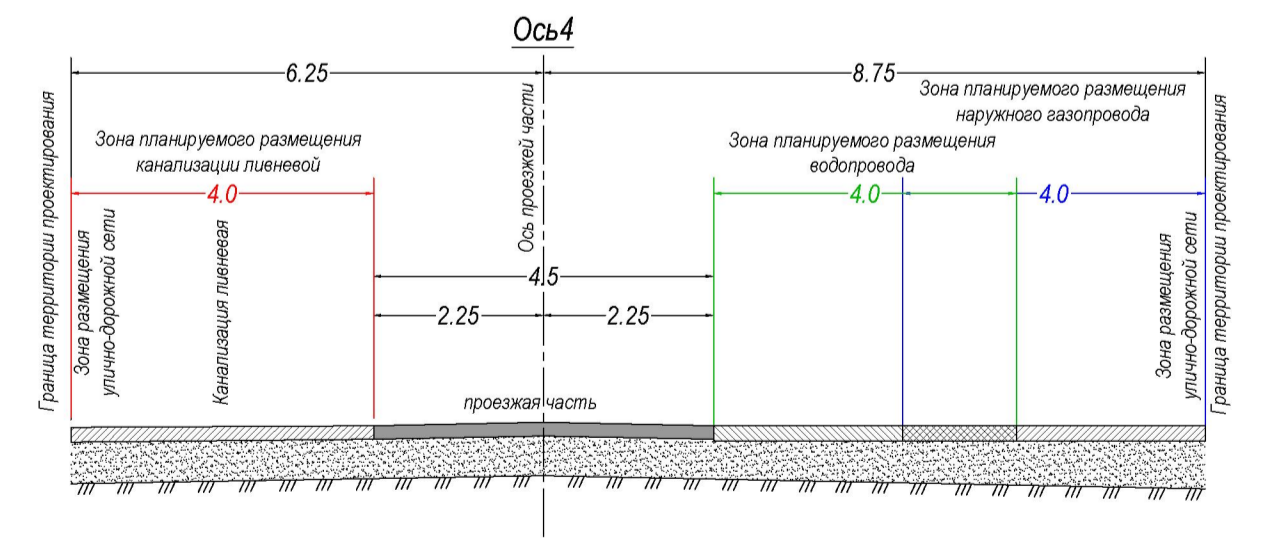 Ось4
6.25
8.75
Зона планируемого размещения
наружного газопровода
Зона планируемого размещения
канализации ливневой
Зона планируемого размещения
водопровода
4.0
4.0
4.0
Граница территории проектирования
Зона размещения
улично-дорожной сети
Канализация ливневая
Ось проезжей части
4.5
2.25
2.25
проезжая часть
Зона размещения
улично-дорожной сети
Граница территории проектирования